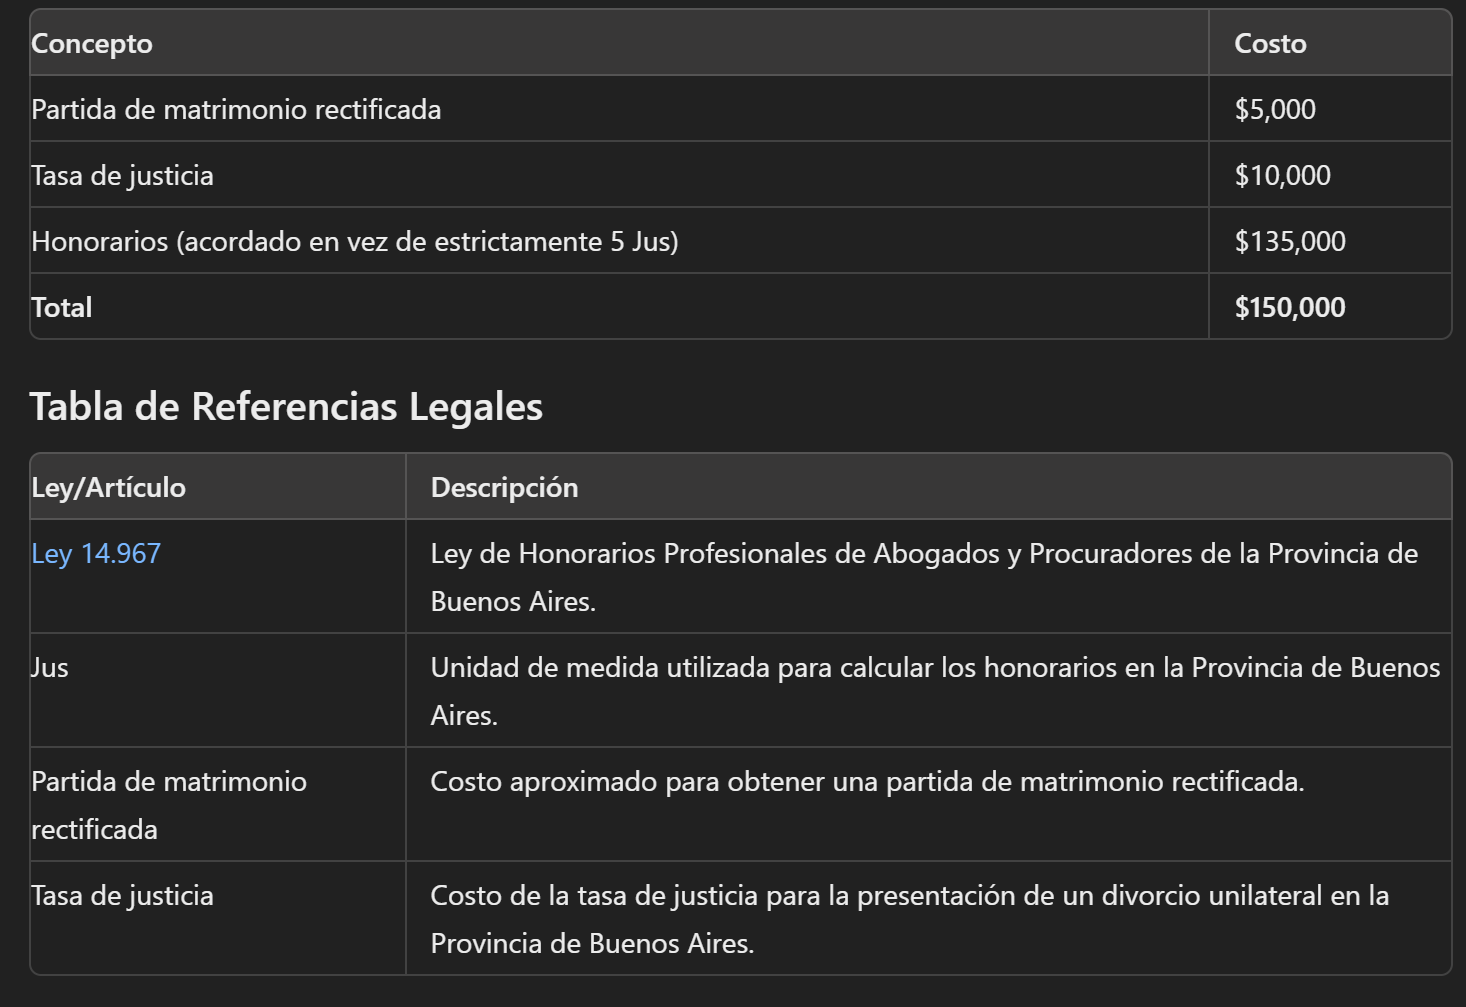 Concepto Costo
Partida de matrimonio rectificada $5,000
Tasa de justicia $10,000
Honorarios (acordado en vez de estrictamente 5 Jus) $135,000
Total $150,000
Tabla de Referencias Legales
Ley/Artículo Descripción
Ley 14.967 Ley de Honorarios Profesionales de Abogados y Procuradores de la Provincia de
Buenos Aires.
Jus Unidad de medida utilizada para calcular los honorarios en la Provincia de Buenos
Aires.
Partida de matrimonio Costo aproximado para obtener una partida de matrimonio rectificada.
rectificada
Tasa de justicia Costo de la tasa de justicia para la presentación de un divorcio unilateral en la
Provincia de Buenos Aires.